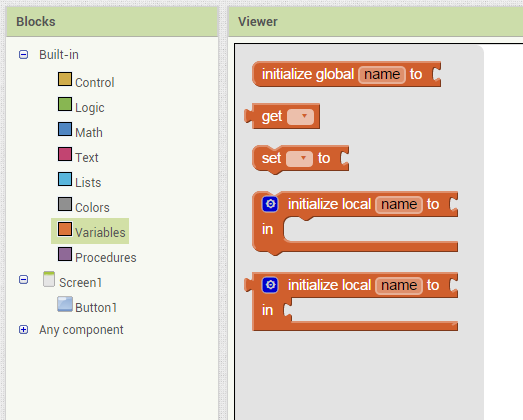 Blocks
Built-in
Control
Logic
Math
Text
Lists
Colors
Variables
Procedures
Screen1
Button1
Any component
Viewer
initialize global name to
get
set to
initialize local name to
in
initialize local name to
in